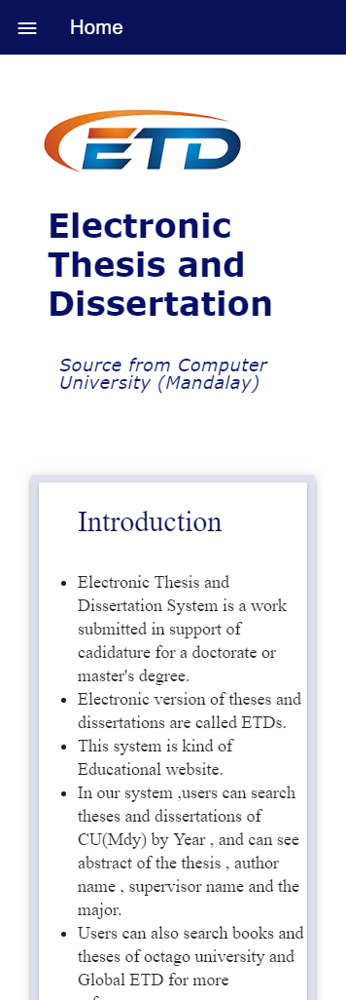 Home
ETD
Electronic
Thesis and
Dissertation
Source from Computer
University (Mandalay)
Introduction
• Electronic Thesis and
Dissertation System is a work
submitted in support of
cadidature for a doctorate or
master's degree.
• Electronic version of theses and
dissertations are called ETDs.
• This system is kind of
Educational website.
• In our system ,users can search
theses and dissertations of
CU(Mdy) by Year , and can see
abstract of the thesis , author
name , supervisor name and the
major.
• Users can also search books and
theses of octago university and
Global ETD for more